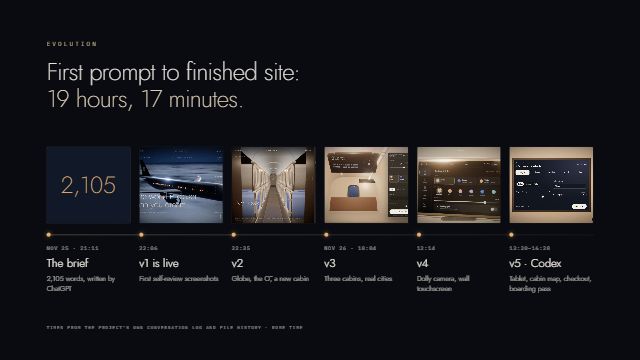 EVOLUTION
First prompt to finished site:
19 hours, 17 minutes.
2,105
NOV 25 · 21:11
22:06
22:35
NOV 26 · 10:04
12:14
13:20–16:28
The brief
v1 is live
v2
v3
v4
v5 · Codex
2,105 words, written by
ChatGPT
First self-review screenshots
Globe, the a new cabin
Three cabins, real cities
Dolly camera, wall
touchscreen
Tablet, cabin map, checkout,
boarding pass
TIMES FROM THE PROJECT'S OWN CONVERSATION LOG AND FILE HISTORY · ROME TIME